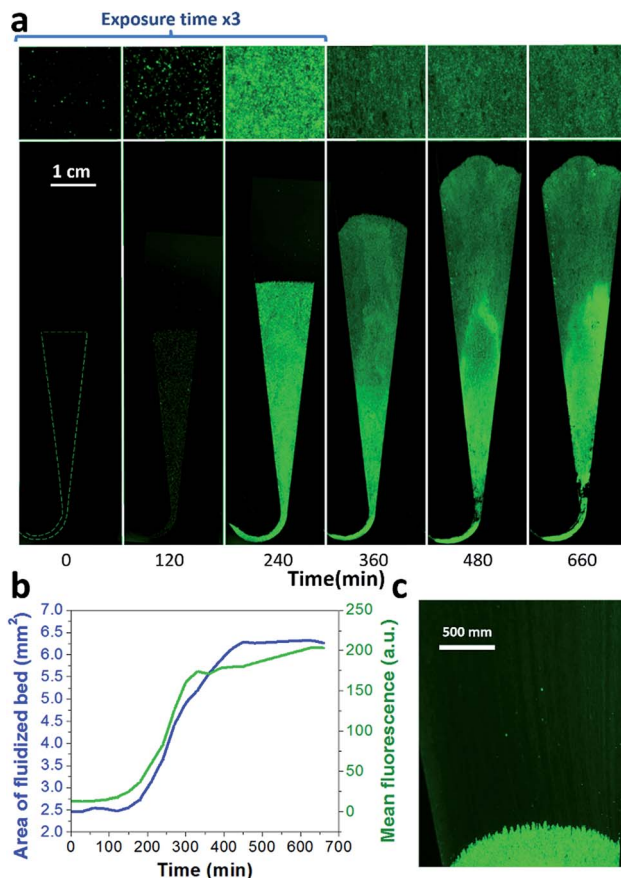 a
Exposure time x3
1 cm
0 120 240 360 480 660
Time(min)
b
Area of fluidized bed (mm²)
7.0
6.5
6.0
5.5
5.0
4.5
4.0
3.5
3.0
2.5
2.0
250
200
150
100
50
0
Mean fluorescence (a.u.)
0 100 200 300 400 500 600 700
Time (min)
c
500 mm